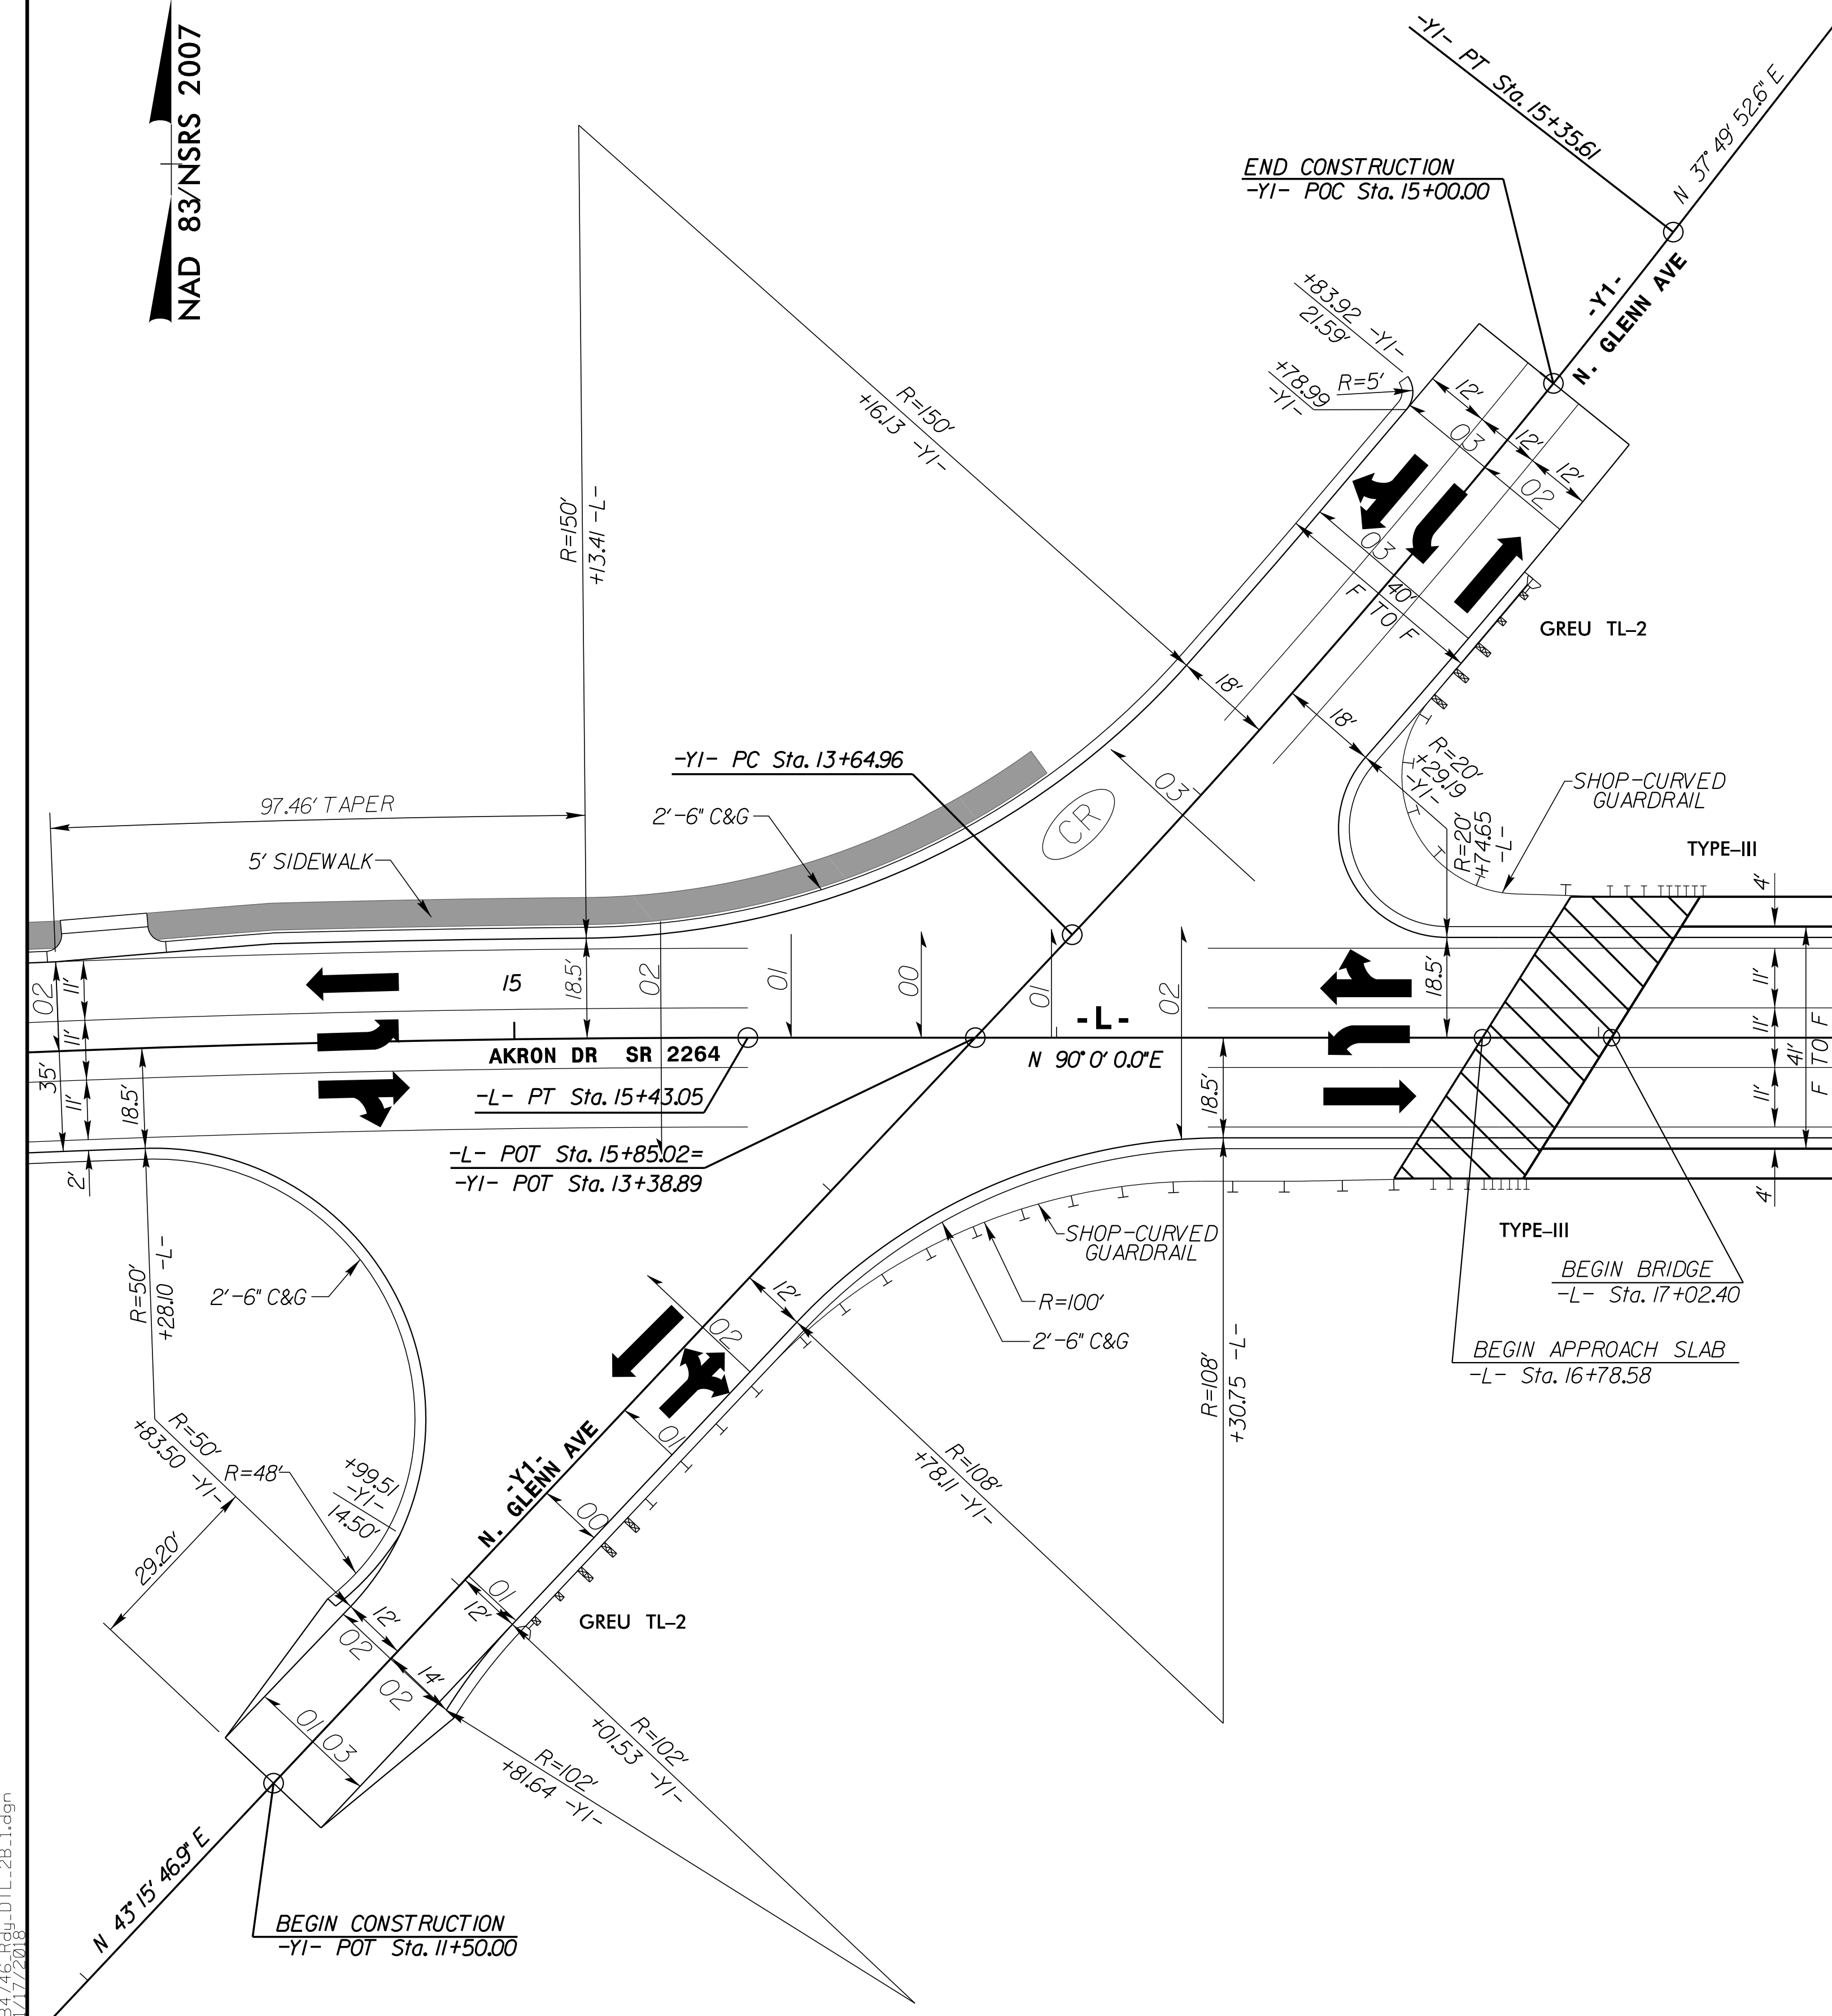 NAD 83/NSRS 2007
-Y1- PT Sta. 15+35.61
N 37° 49' 52.6" E
END CONSTRUCTION
-Y1- POC Sta. 15+00.00
-Y1-
N. GLENN AVE
+83.92 -Y1-
21.59'
+78.99
-Y1-
R=5'
12'
12'
12'
03
02
R=150'
+16.13 -Y1-
R=150'
+13.41 -L-
03
40'
F TO F
GREU TL-2
18'
18'
-Y1- PC Sta. 13+64.96
03
R=20'
+29.19
-Y1-
SHOP-CURVED
GUARDRAIL
97.46' TAPER
2'-6" C&G
CR
R=20'
+74.65
-L-
TYPE-III
5' SIDEWALK
4'
02
11'
15
18.5'
02
01
00
01
-L-
02
18.5'
11'
11'
11'
41'
F TO F
11'
11'
35'
18.5'
AKRON DR SR 2264
N 90° 0' 0.0" E
-L- PT Sta. 15+43.05
18.5'
-L- POT Sta. 15+85.02=
-Y1- POT Sta. 13+38.89
2'
4'
SHOP-CURVED
GUARDRAIL
TYPE-III
R=50'
+28.10 -L-
2'-6" C&G
BEGIN BRIDGE
-L- Sta. 17+02.40
12'
R=100'
2'-6" C&G
02
BEGIN APPROACH SLAB
-L- Sta. 16+78.58
R=108'
+30.75 -L-
R=50'
+83.50 -Y1-
R=48'
+99.51
-Y1-
14.50'
01
-Y1-
N. GLENN AVE
R=108'
+78.11 -Y1-
00
29.20'
01
12'
12'
02
GREU TL-2
14'
02
01
03
R=102'
+01.53 -Y1-
R=102'
+81.64 -Y1-
N 43° 15' 46.9" E
BEGIN CONSTRUCTION
-Y1- POT Sta. 11+50.00